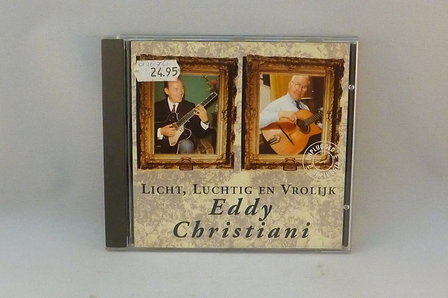 24.95
LICHT, LUCHTIG EN VROLIJK
Eddy
Christiani